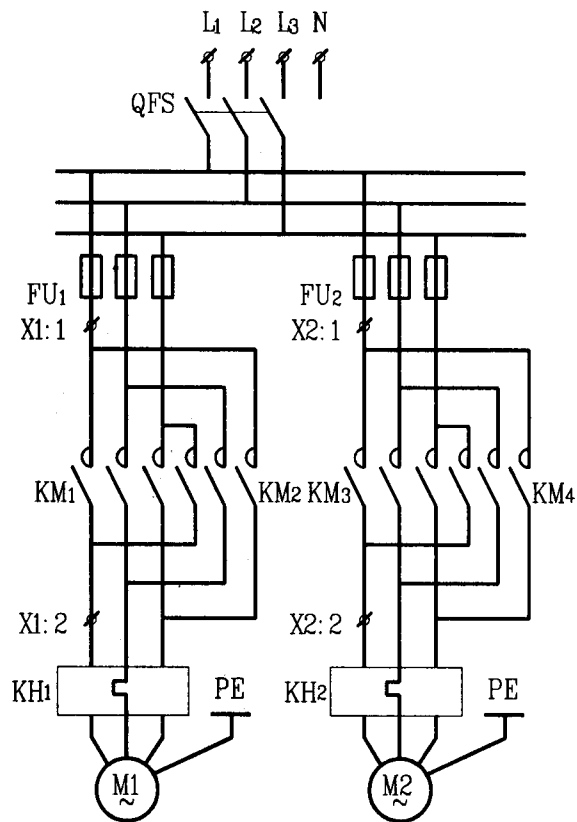 L1 L2 L3 N
QFS
FU1 FU2
X1:1 X2:1
KM1 KM2 KM3 KM4
X1:2 X2:2
KH1 PE KH2 PE
M1 ~ M2 ~